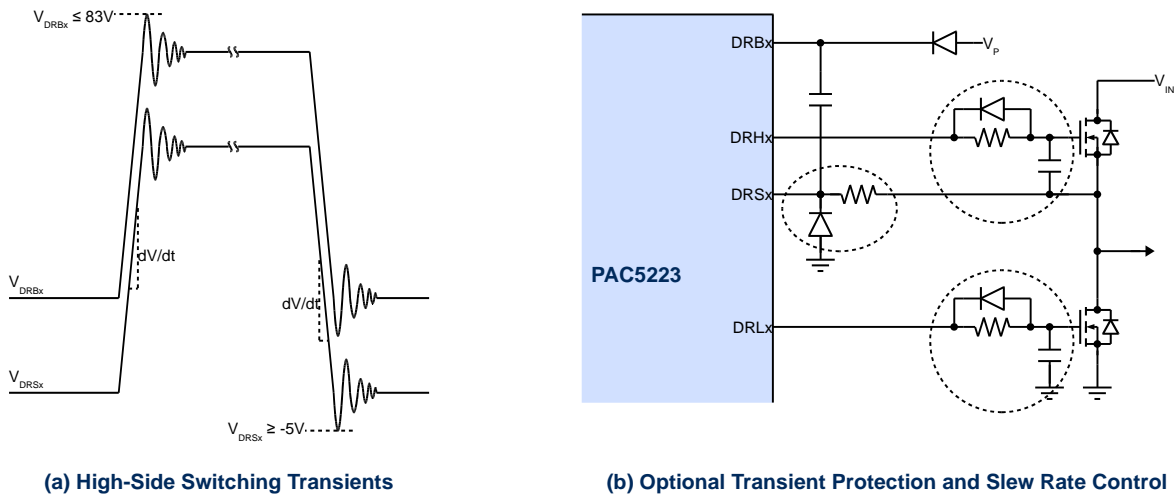 V_DRBx ≤ 83V
dV/dt
V_DRBx
dV/dt
V_DRSx
V_DRSx ≥ -5V
(a) High-Side Switching Transients
DRBx
V_P
V_IN
DRHx
DRSx
PAC5223
DRLx
(b) Optional Transient Protection and Slew Rate Control